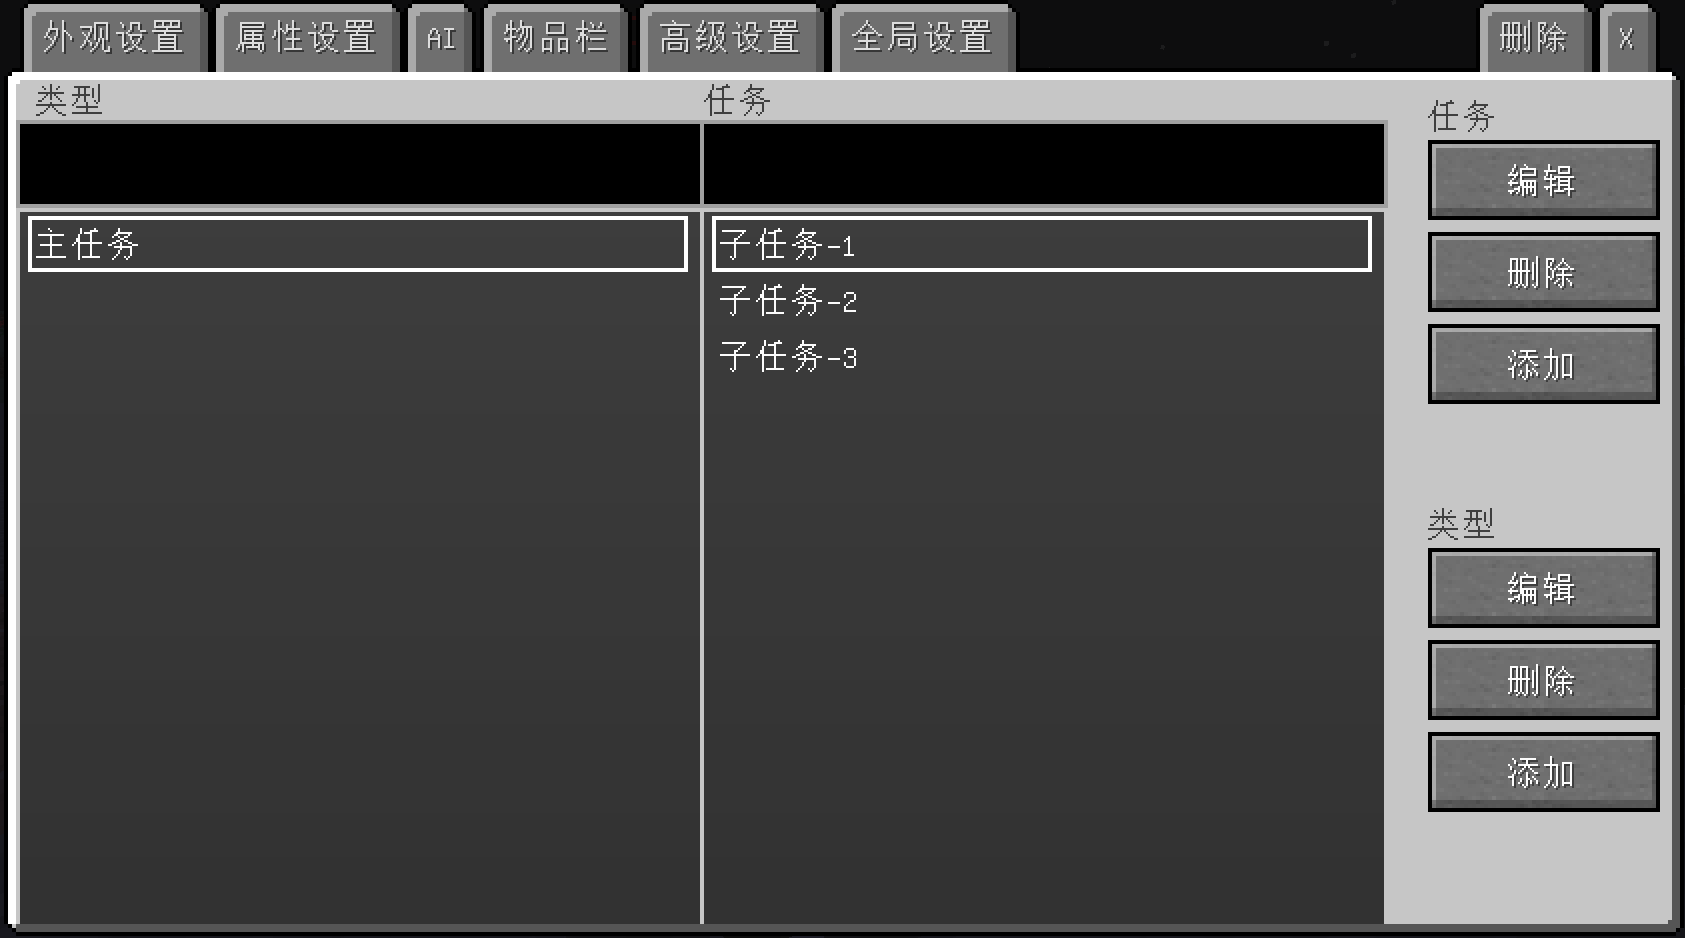 外观设置 属性设置 AI 物品栏 高级设置 全局设置 删除 X
类型 任务
主任务
子任务-1
子任务-2
子任务-3
任务
编辑
删除
添加
类型
编辑
删除
添加